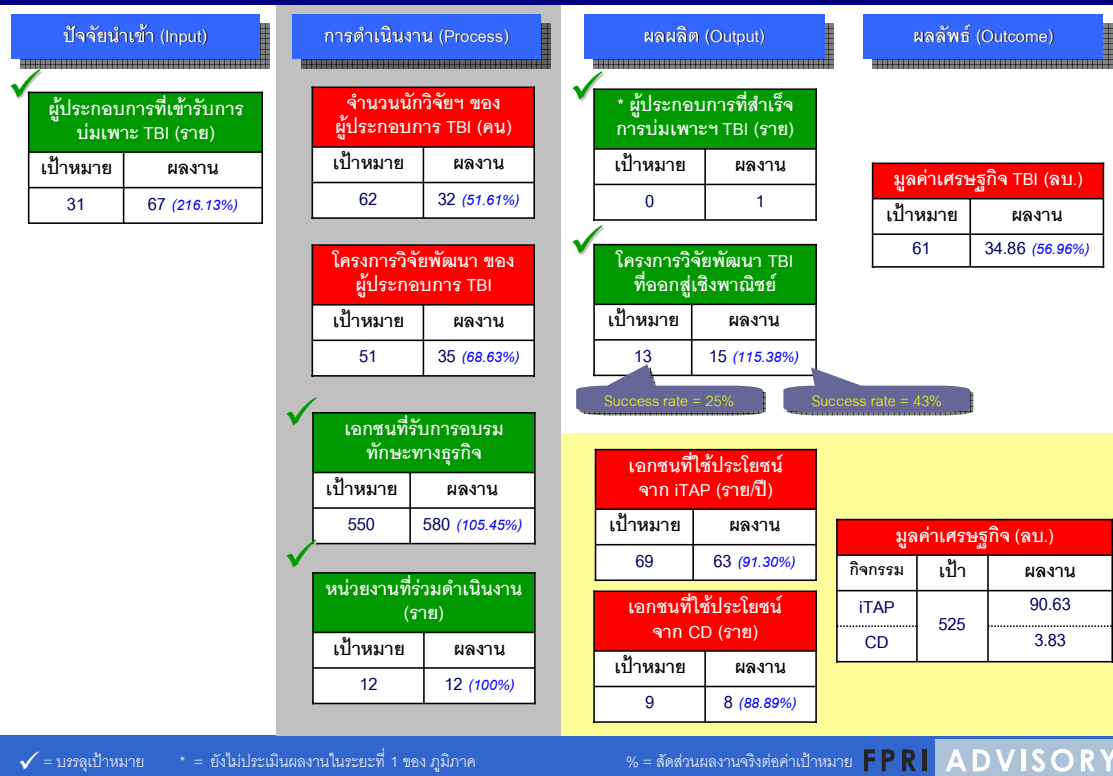 ปัจจัยนำเข้า (Input)
ผู้ประกอบการที่เข้ารับการ
บ่มเพาะ TBI (ราย)
เป้าหมาย ผลงาน
31 67 (216.13%)
การดำเนินงาน (Process)
จำนวนนักวิจัยฯ ของ
ผู้ประกอบการ TBI (คน)
เป้าหมาย ผลงาน
62 32 (51.61%)
โครงการวิจัยพัฒนา ของ
ผู้ประกอบการ TBI
เป้าหมาย ผลงาน
51 35 (68.63%)
เอกชนที่รับการอบรม
ทักษะทางธุรกิจ
เป้าหมาย ผลงาน
550 580 (105.45%)
หน่วยงานที่ร่วมดำเนินงาน
(ราย)
เป้าหมาย ผลงาน
12 12 (100%)
ผลผลิต (Output)
* ผู้ประกอบการที่สำเร็จ
การบ่มเพาะฯ TBI (ราย)
เป้าหมาย ผลงาน
0 1
โครงการวิจัยพัฒนา TBI
ที่ออกสู่เชิงพาณิชย์
เป้าหมาย ผลงาน
13 15 (115.38%)
Success rate = 25% Success rate = 43%
เอกชนที่ใช้ประโยชน์
จาก iTAP (ราย/ปี)
เป้าหมาย ผลงาน
69 63 (91.30%)
เอกชนที่ใช้ประโยชน์
จาก CD (ราย)
เป้าหมาย ผลงาน
9 8 (88.89%)
ผลลัพธ์ (Outcome)
มูลค่าเศรษฐกิจ TBI (ลบ.)
เป้าหมาย ผลงาน
61 34.86 (56.96%)
มูลค่าเศรษฐกิจ (ลบ.)
กิจกรรม เป้า ผลงาน
iTAP 525 90.63
CD 3.83
✓ = บรรลุเป้าหมาย * = ยังไม่ประเมินผลงานในระยะที่ 1 ของ ภูมิภาค % = สัดส่วนผลงานจริงต่อค่าเป้าหมาย FPRI ADVISORY